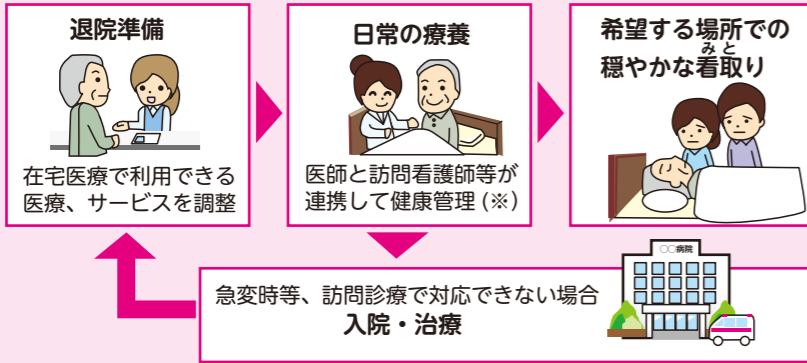 退院準備
在宅医療で利用できる
医療、サービスを調整
日常の療養
医師と訪問看護師等が
連携して健康管理(※)
希望する場所での
みと
穏やかな看取り
急変時等、訪問診療で対応できない場合
入院・治療
○○病院